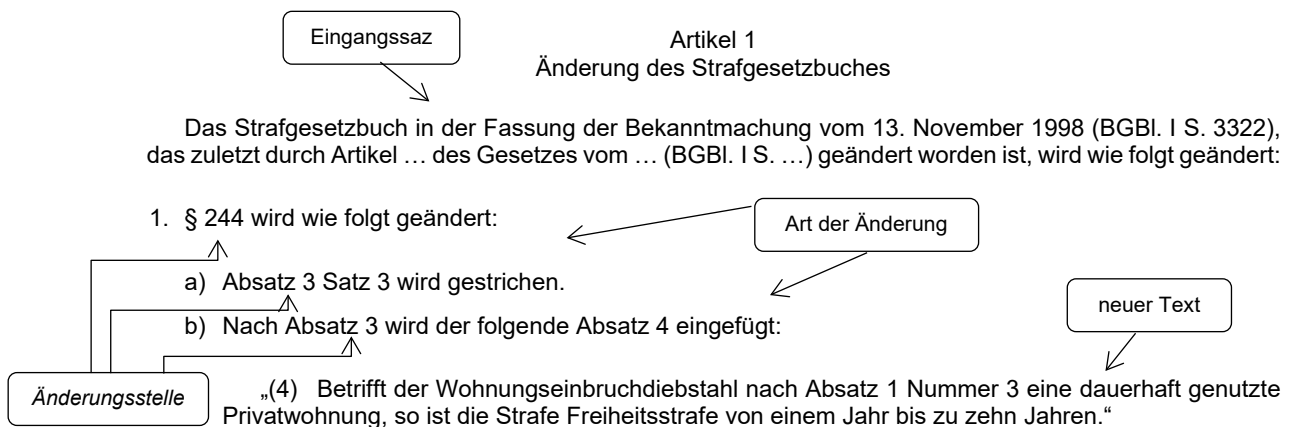 Eingangssaz
Artikel 1
Änderung des Strafgesetzbuches
Das Strafgesetzbuch in der Fassung der Bekanntmachung vom 13. November 1998 (BGBl. I S. 3322),
das zuletzt durch Artikel … des Gesetzes vom … (BGBl. I S. …) geändert worden ist, wird wie folgt geändert:
1. § 244 wird wie folgt geändert:
Art der Änderung
a) Absatz 3 Satz 3 wird gestrichen.
b) Nach Absatz 3 wird der folgende Absatz 4 eingefügt:
neuer Text
Änderungsstelle
„(4) Betrifft der Wohnungseinbruchdiebstahl nach Absatz 1 Nummer 3 eine dauerhaft genutzte
Privatwohnung, so ist die Strafe Freiheitsstrafe von einem Jahr bis zu zehn Jahren.“